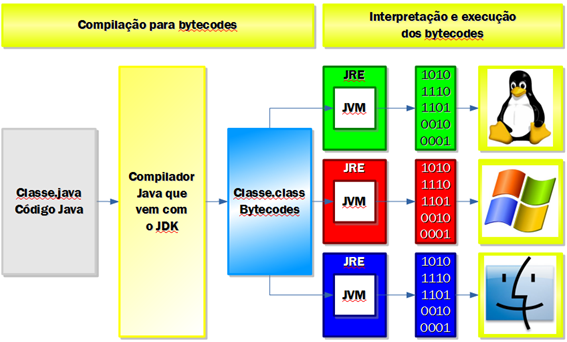 Compilação para bytecodes
Interpretação e execução
dos bytecodes
Classe.java
Código Java
Compilador
Java que
vem com
o JDK
Classe.class
Bytecodes
JRE
JVM
1010
1110
1101
0010
0001
JRE
JVM
1010
1110
1101
0010
0001
JRE
JVM
1010
1110
1101
0010
0001